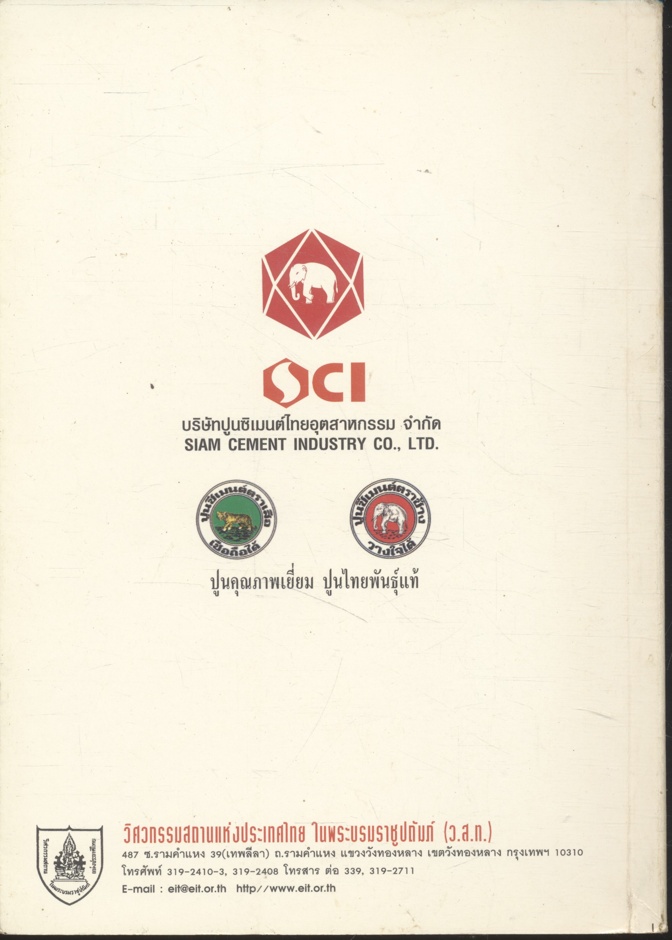 SCI
บริษัทปูนซิเมนต์ไทยอุตสาหกรรม จำกัด
SIAM CEMENT INDUSTRY CO., LTD.
ปูนซิเมนต์ตราเสือ
เชื่อถือได้
ปูนซิเมนต์ตราช้าง
วางใจได้
ปูนคุณภาพเยี่ยม ปูนไทยพันธุ์แท้
วิศวกรรมสถานแห่งประเทศไทย ในพระบรมราชูปถัมภ์ (ว.ส.ท.)
487 ซ.รามคำแหง 39(เทพลีลา) ถ.รามคำแหง แขวงวังทองหลาง เขตวังทองหลาง กรุงเทพฯ 10310
โทรศัพท์ 319-2410-3, 319-2408 โทรสาร ต่อ 339, 319-2711
E-mail : eit@eit.or.th http//www.eit.or.th